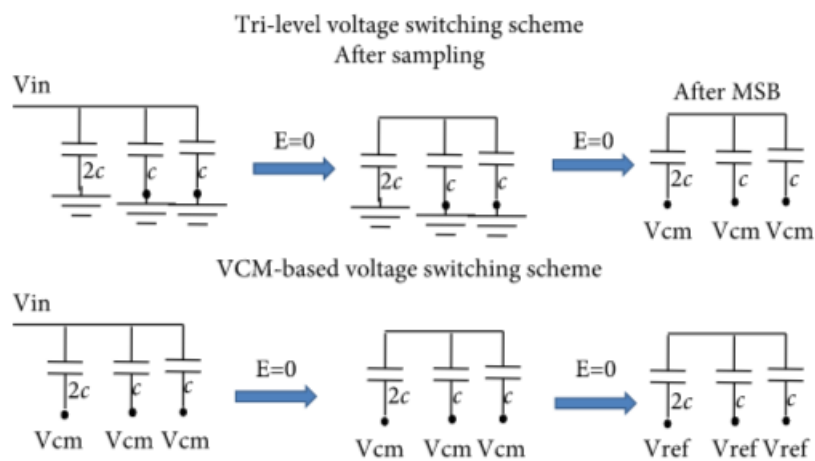 Tri-level voltage switching scheme
After sampling
Vin
After MSB
E=0
E=0
2c c c
2c c c
2c c c
Vcm Vcm Vcm
VCM-based voltage switching scheme
Vin
E=0
E=0
2c c c
2c c c
2c c c
Vcm Vcm Vcm
Vcm Vcm Vcm
Vref Vref Vref